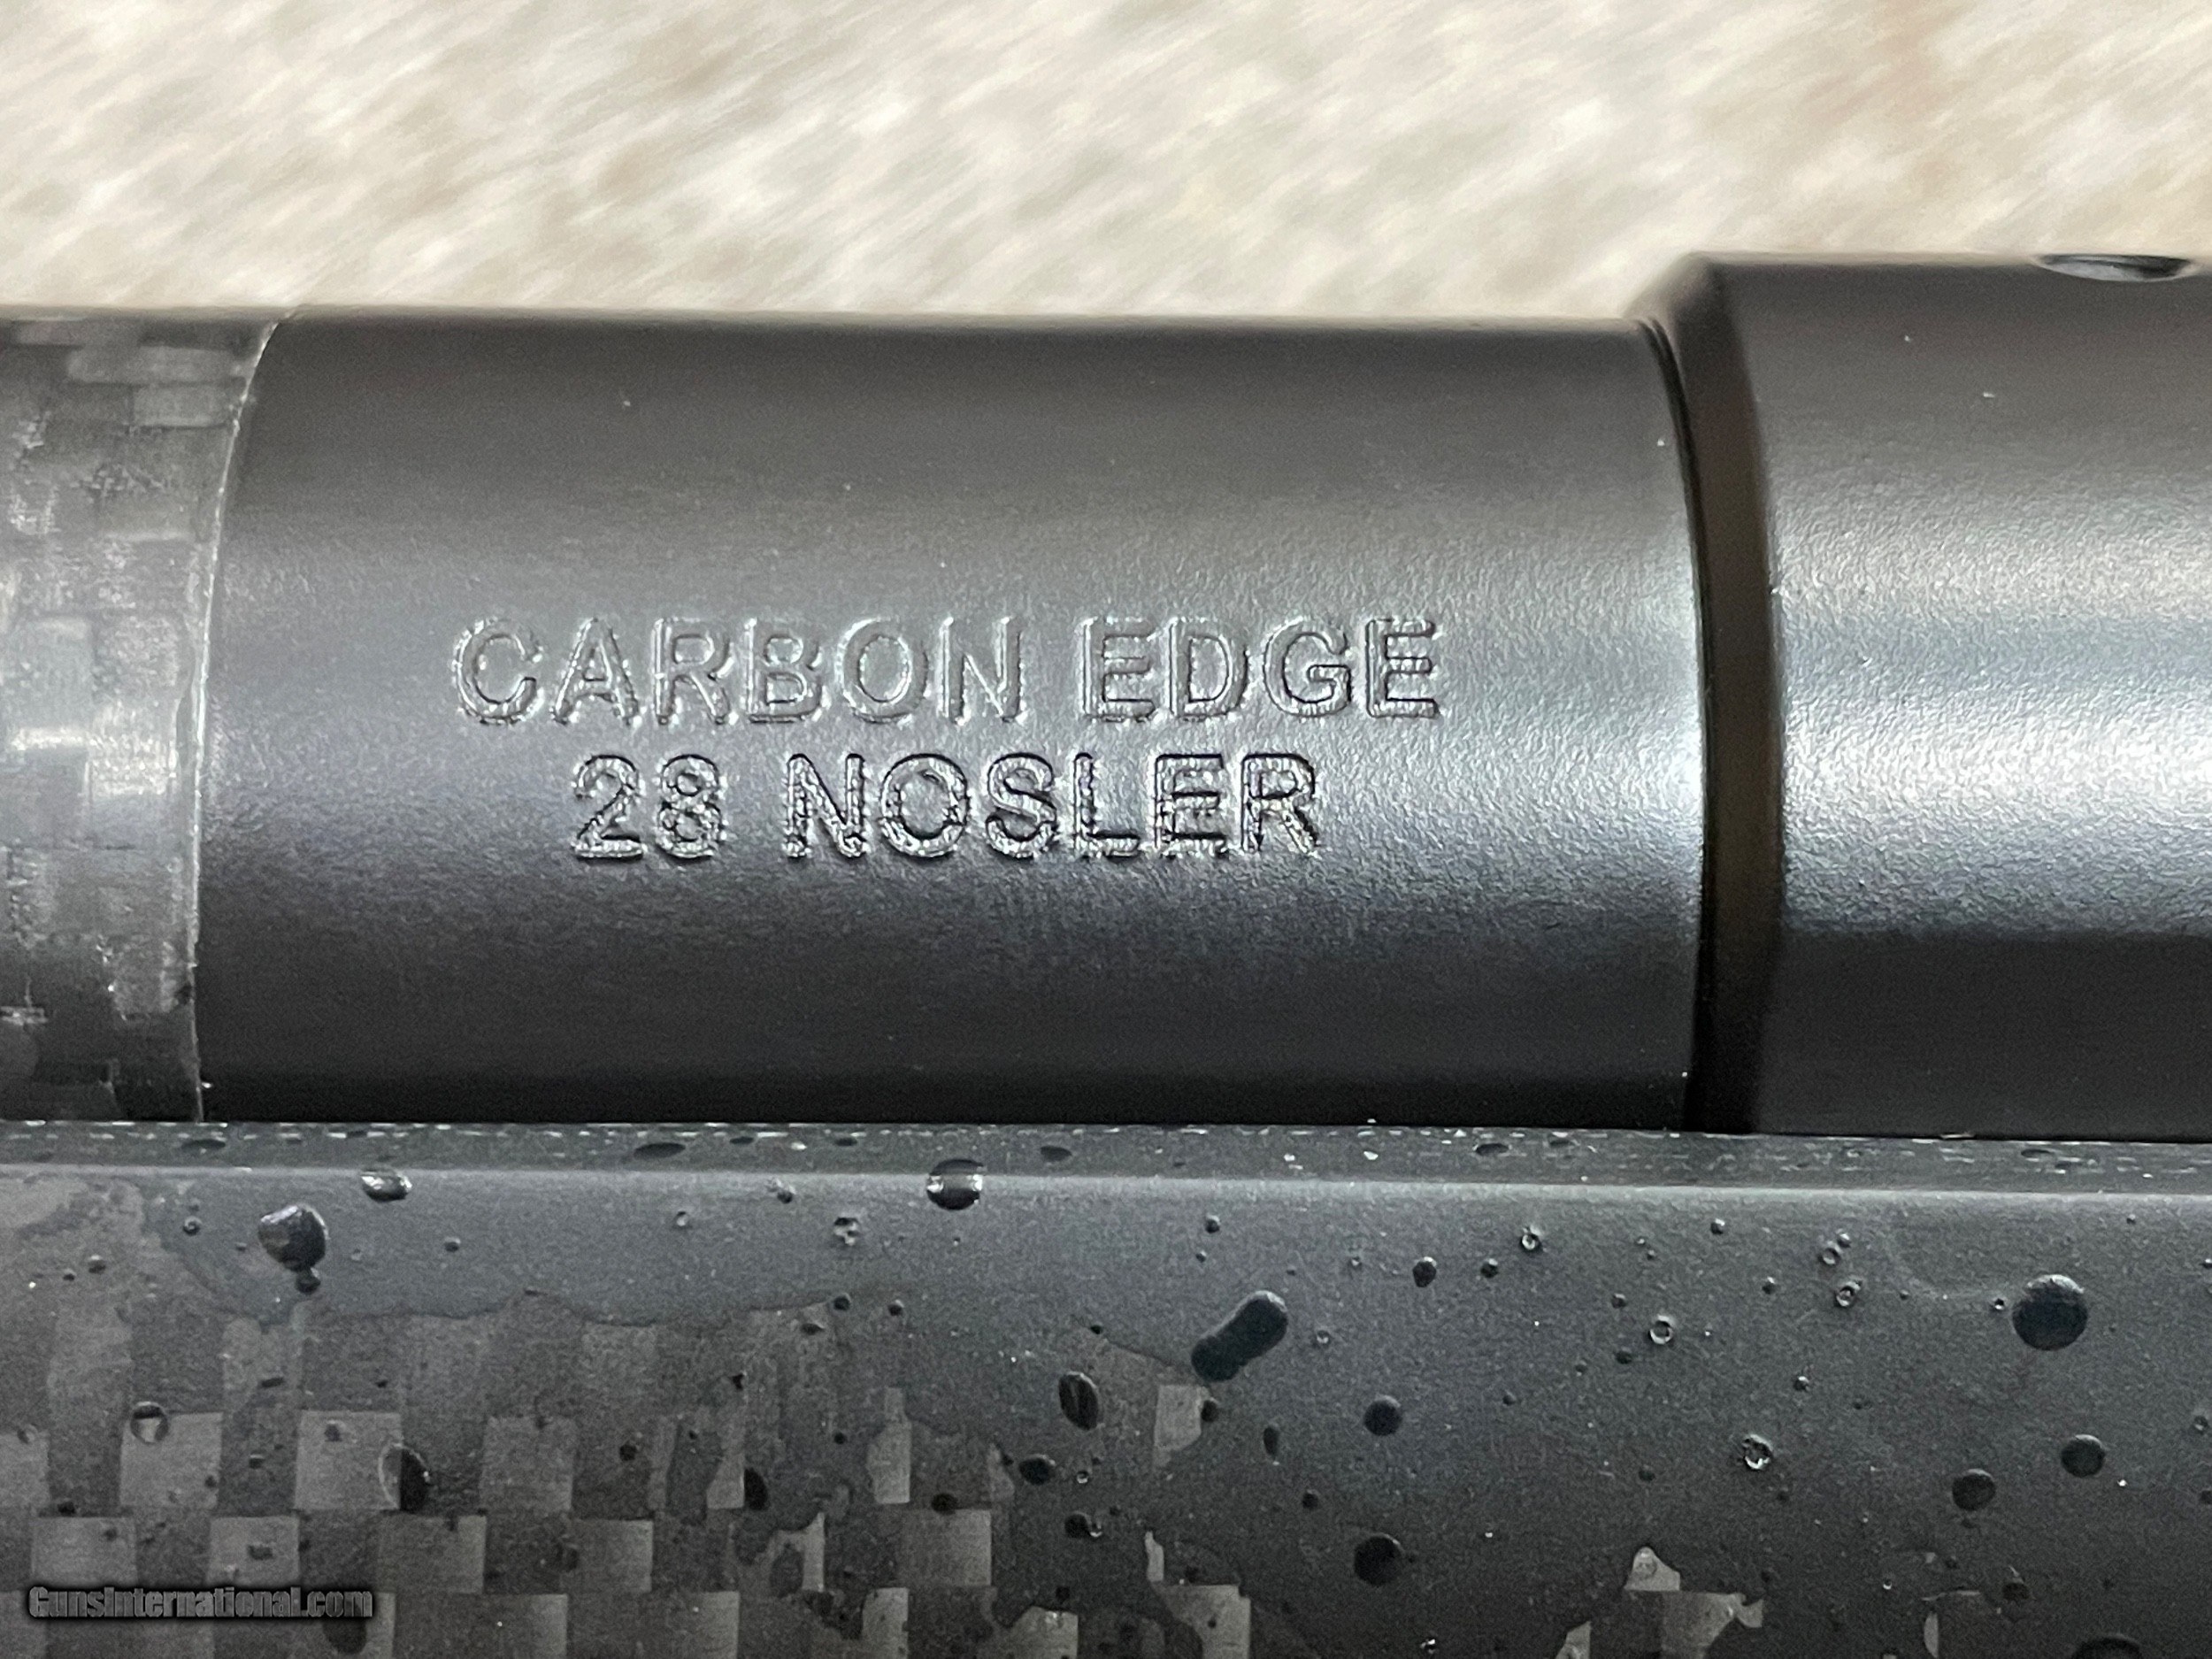 CARBON EDGE
28 NOSLER
GunsInternational.com